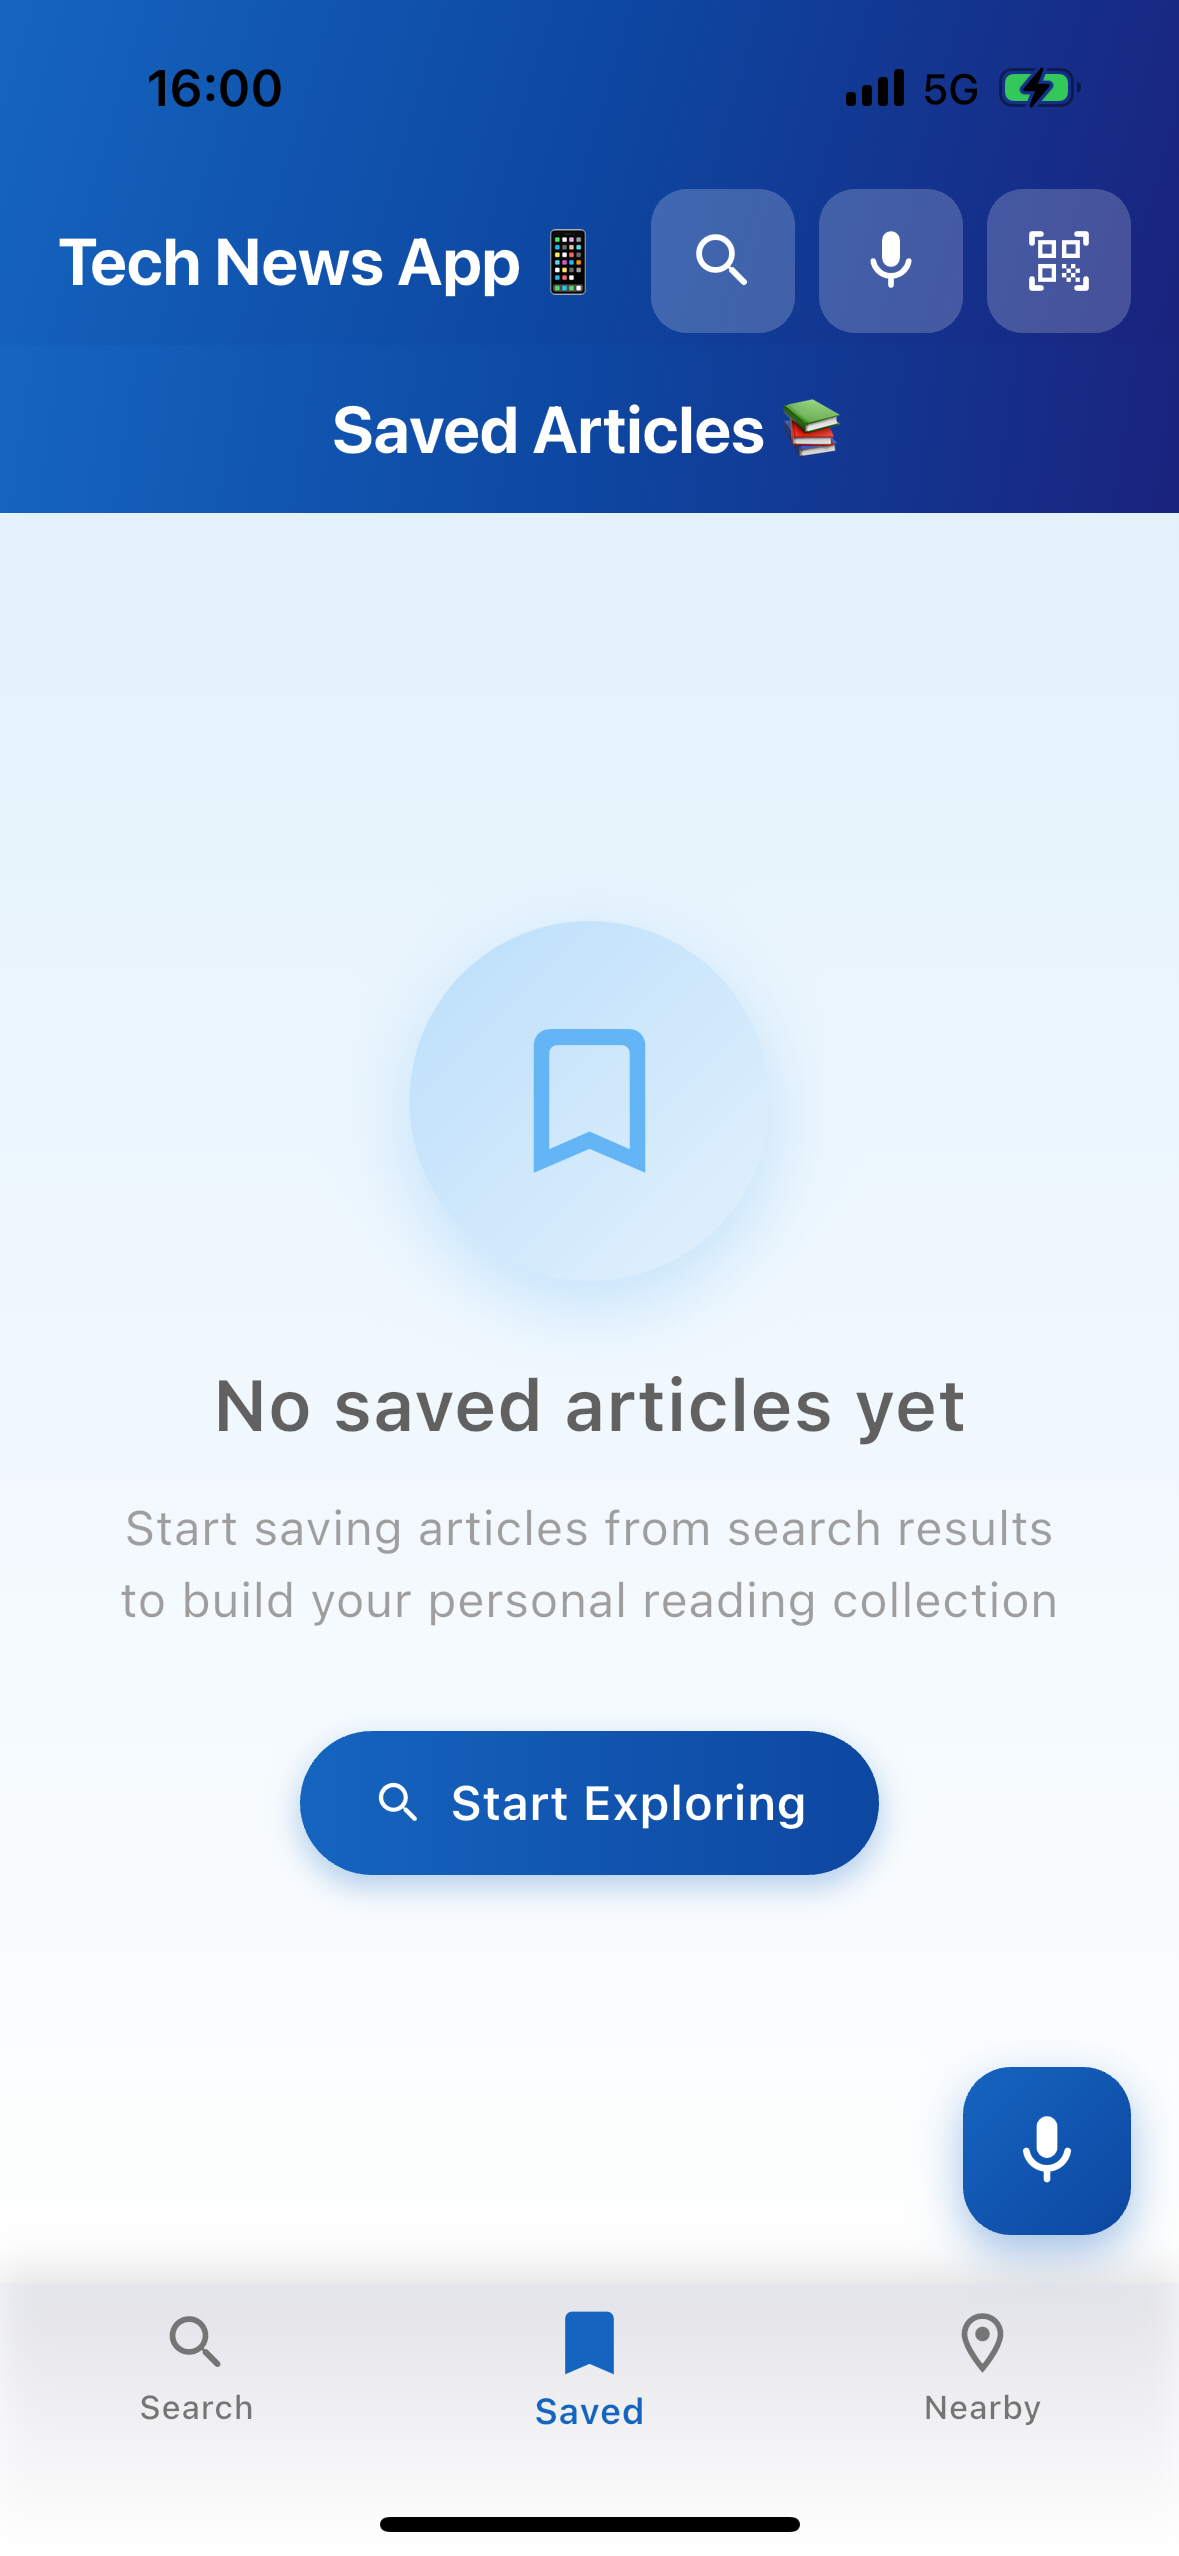 16:00
5G
Tech News App 📱
Saved Articles 📚
No saved articles yet
Start saving articles from search results
to build your personal reading collection
Start Exploring
Search
Saved
Nearby